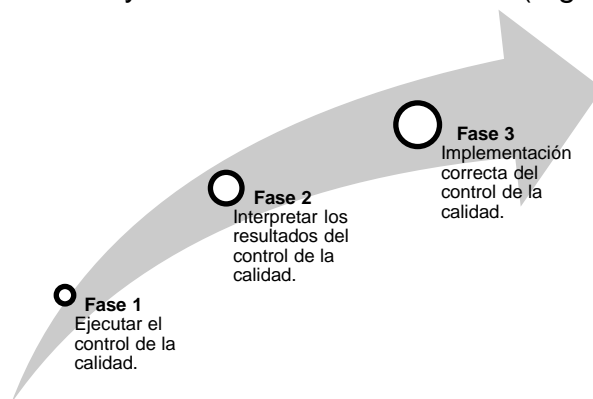 Fase 3
Implementación
correcta del
control de la
calidad.
Fase 2
Interpretar los
resultados del
control de la
calidad.
Fase 1
Ejecutar el
control de la
calidad.